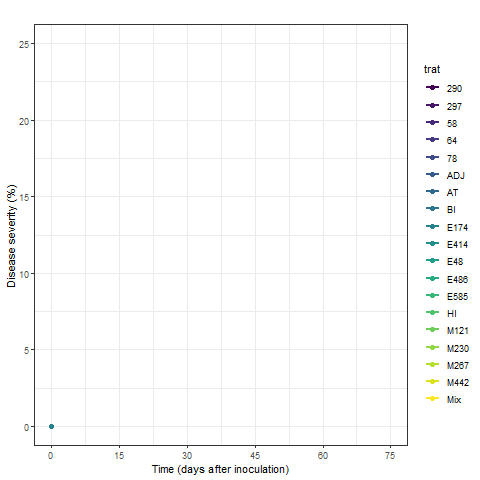 trat
290
297
58
64
78
ADJ
AT
BI
E174
E414
E48
E486
E585
HI
M121
M230
M267
M442
Mix
Disease severity (%)
25
20
15
10
5
0
0 15 30 45 60 75
Time (days after inoculation)